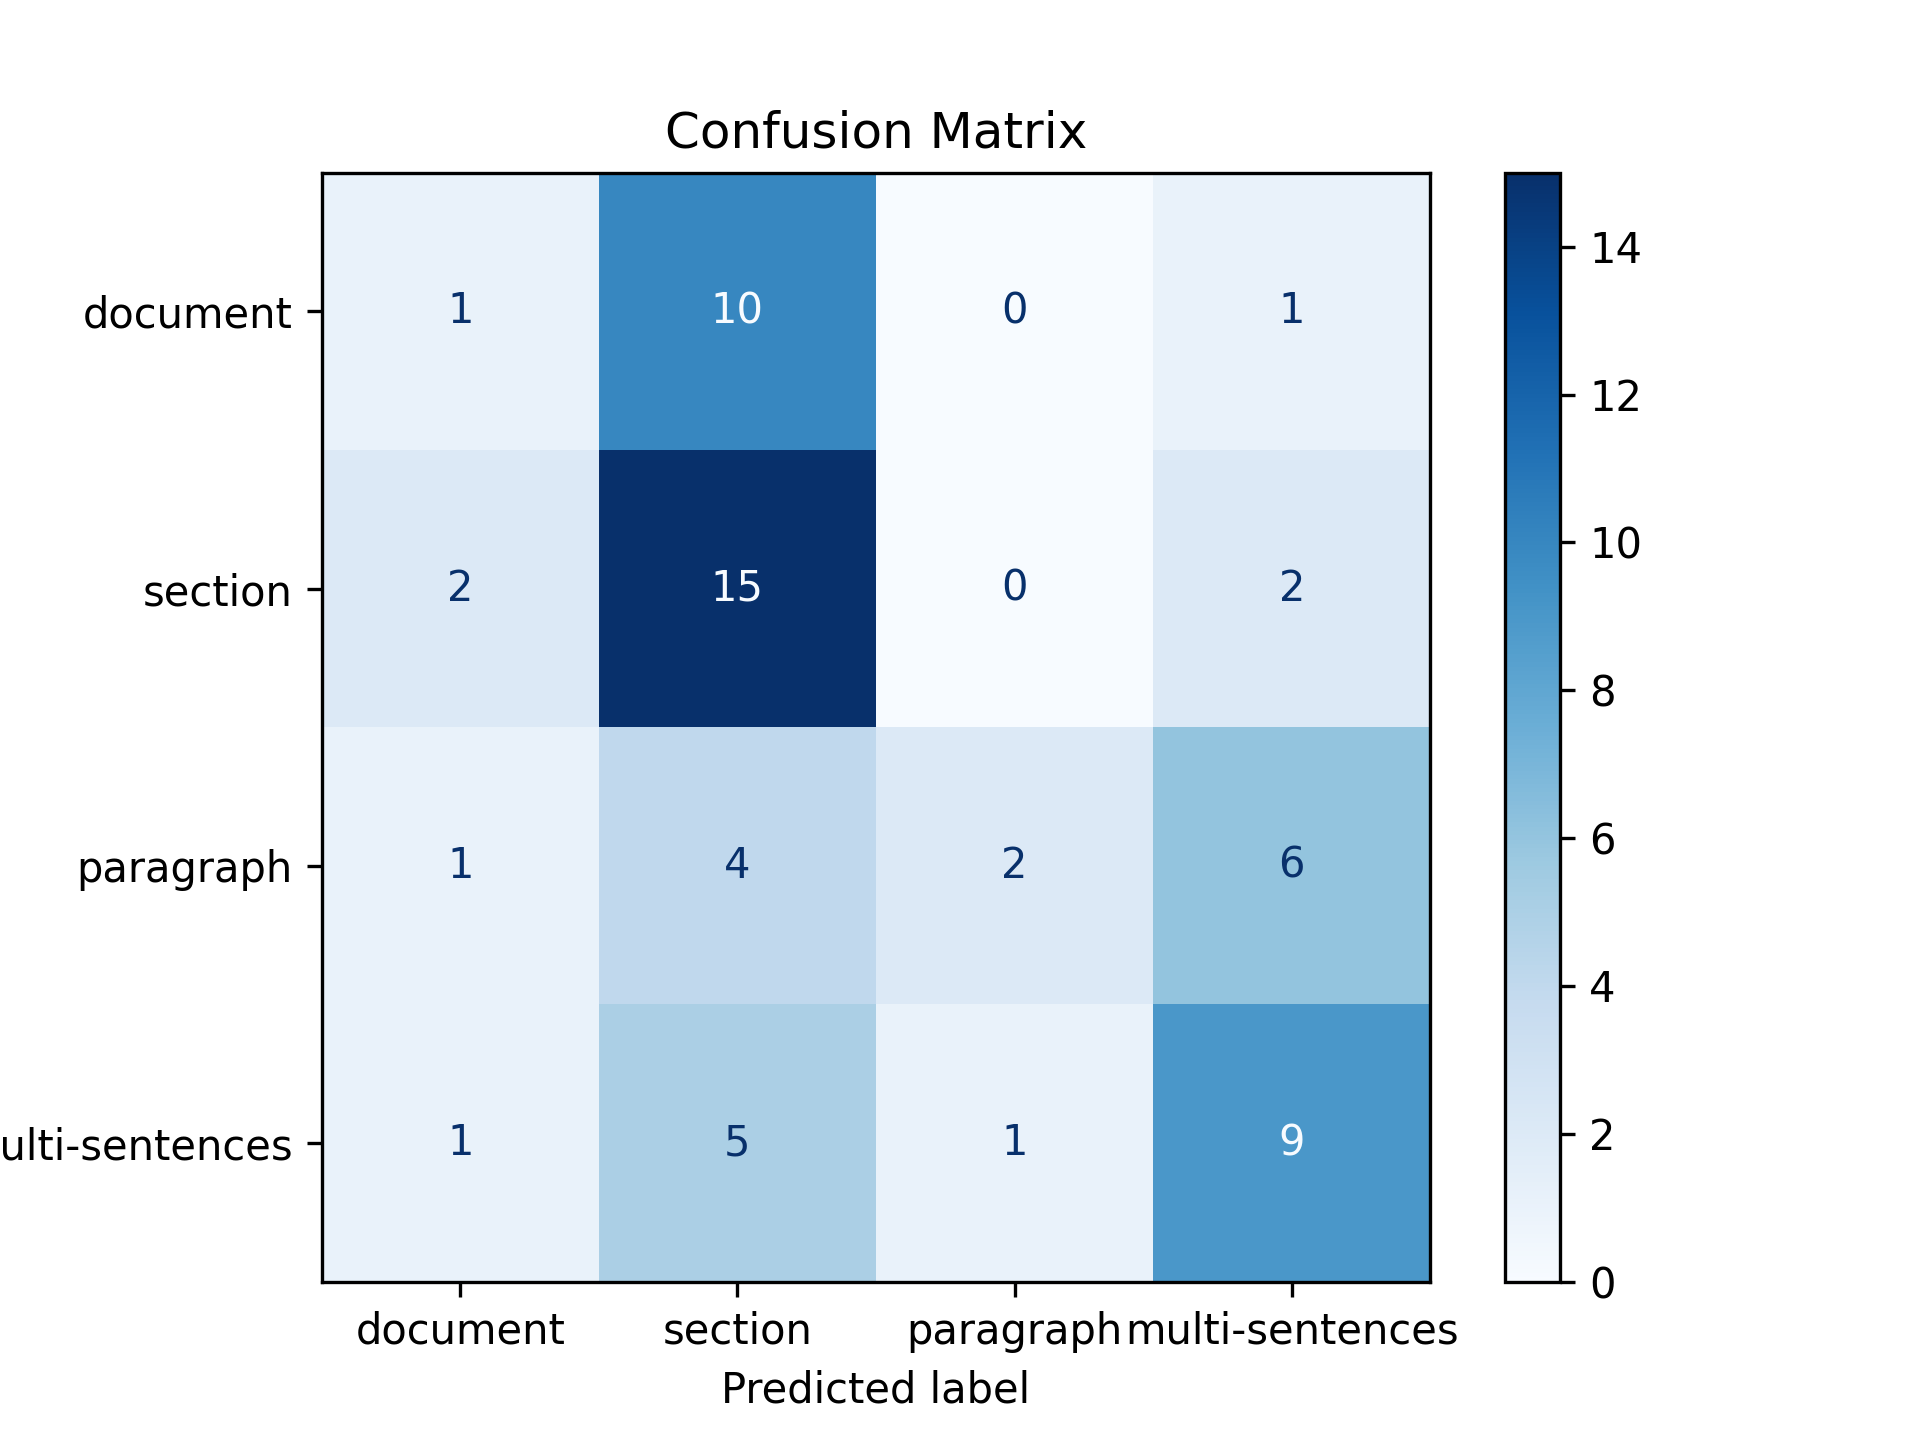 Confusion Matrix
document 1 10 0 1
section 2 15 0 2
paragraph 1 4 2 6
ulti-sentences 1 5 1 9
document section paragraph multi-sentences
Predicted label
14
12
10
8
6
4
2
0